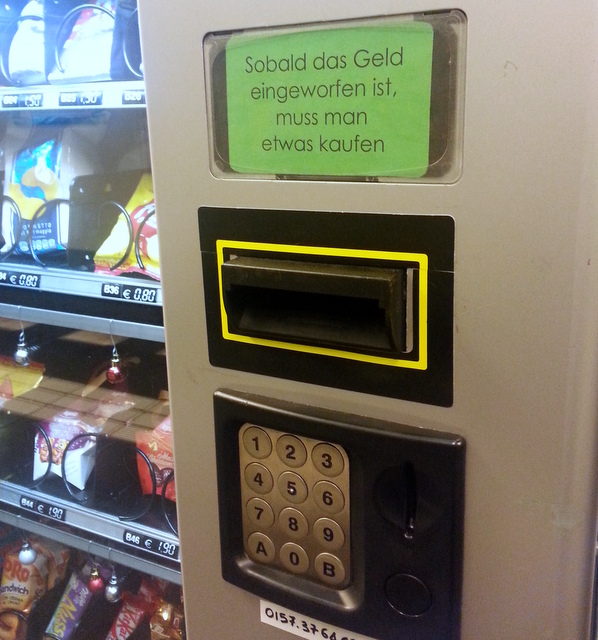 Sobald das Geld
eingeworfen ist,
muss man
etwas kaufen
€ 0.80
B36 € 0.80
1 2 3
4 5 6
7 8 9
A 0 B
B44 € 1.90
B46 € 1.90